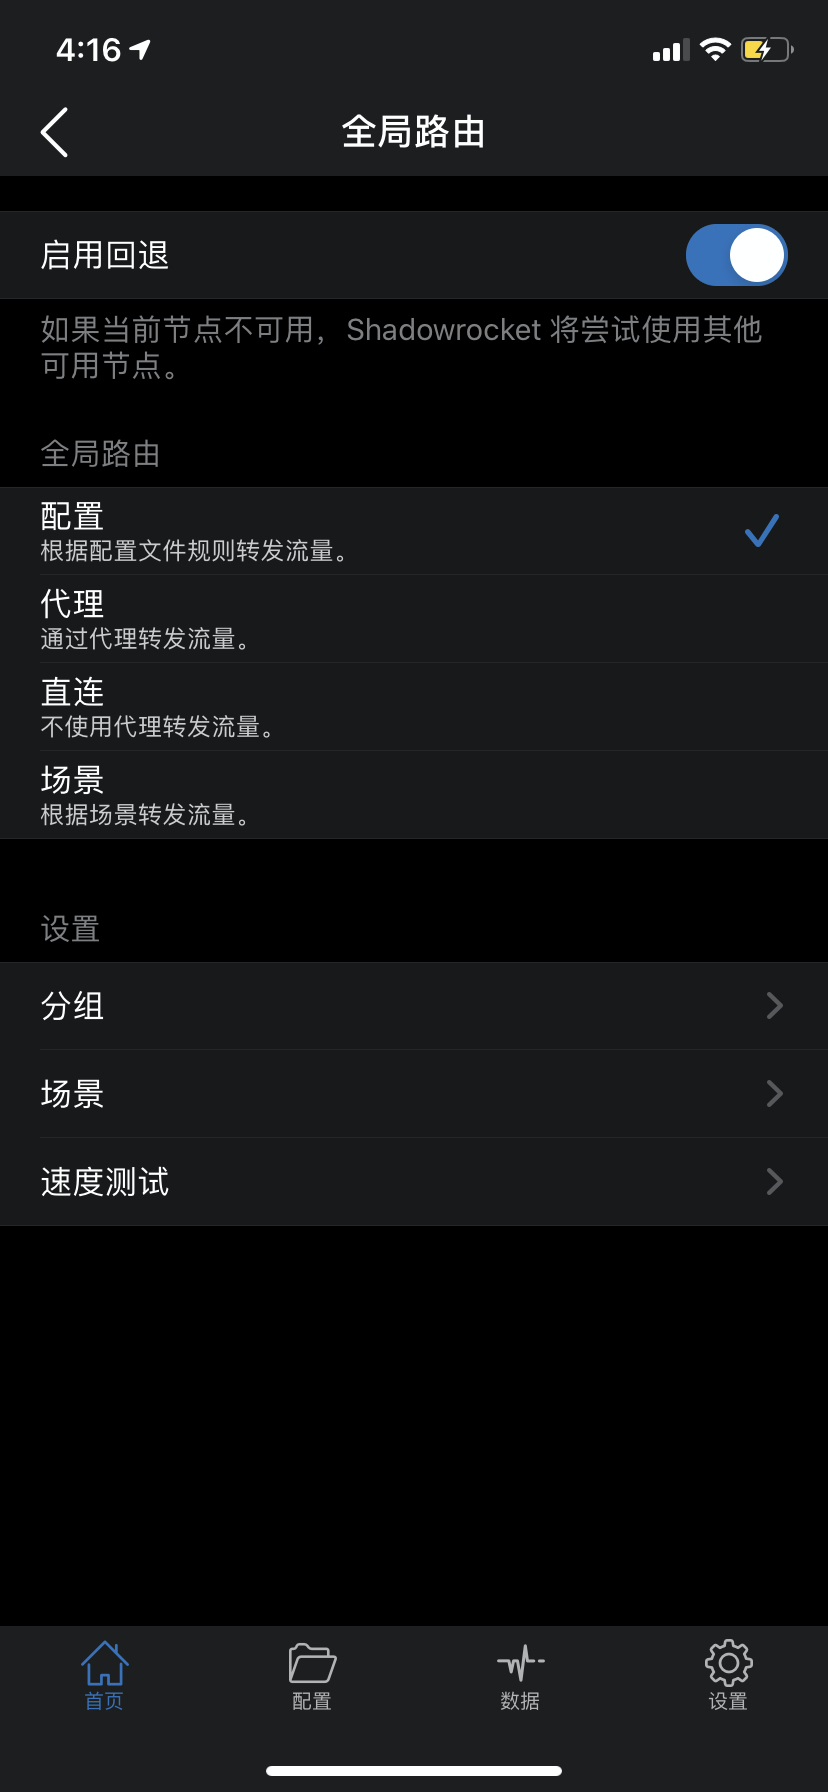 4:16
全局路由
启用回退
如果当前节点不可用，Shadowrocket 将尝试使用其他
可用节点。
全局路由
配置
根据配置文件规则转发流量。
代理
通过代理转发流量。
直连
不使用代理转发流量。
场景
根据场景转发流量。
设置
分组
场景
速度测试
首页
配置
数据
设置